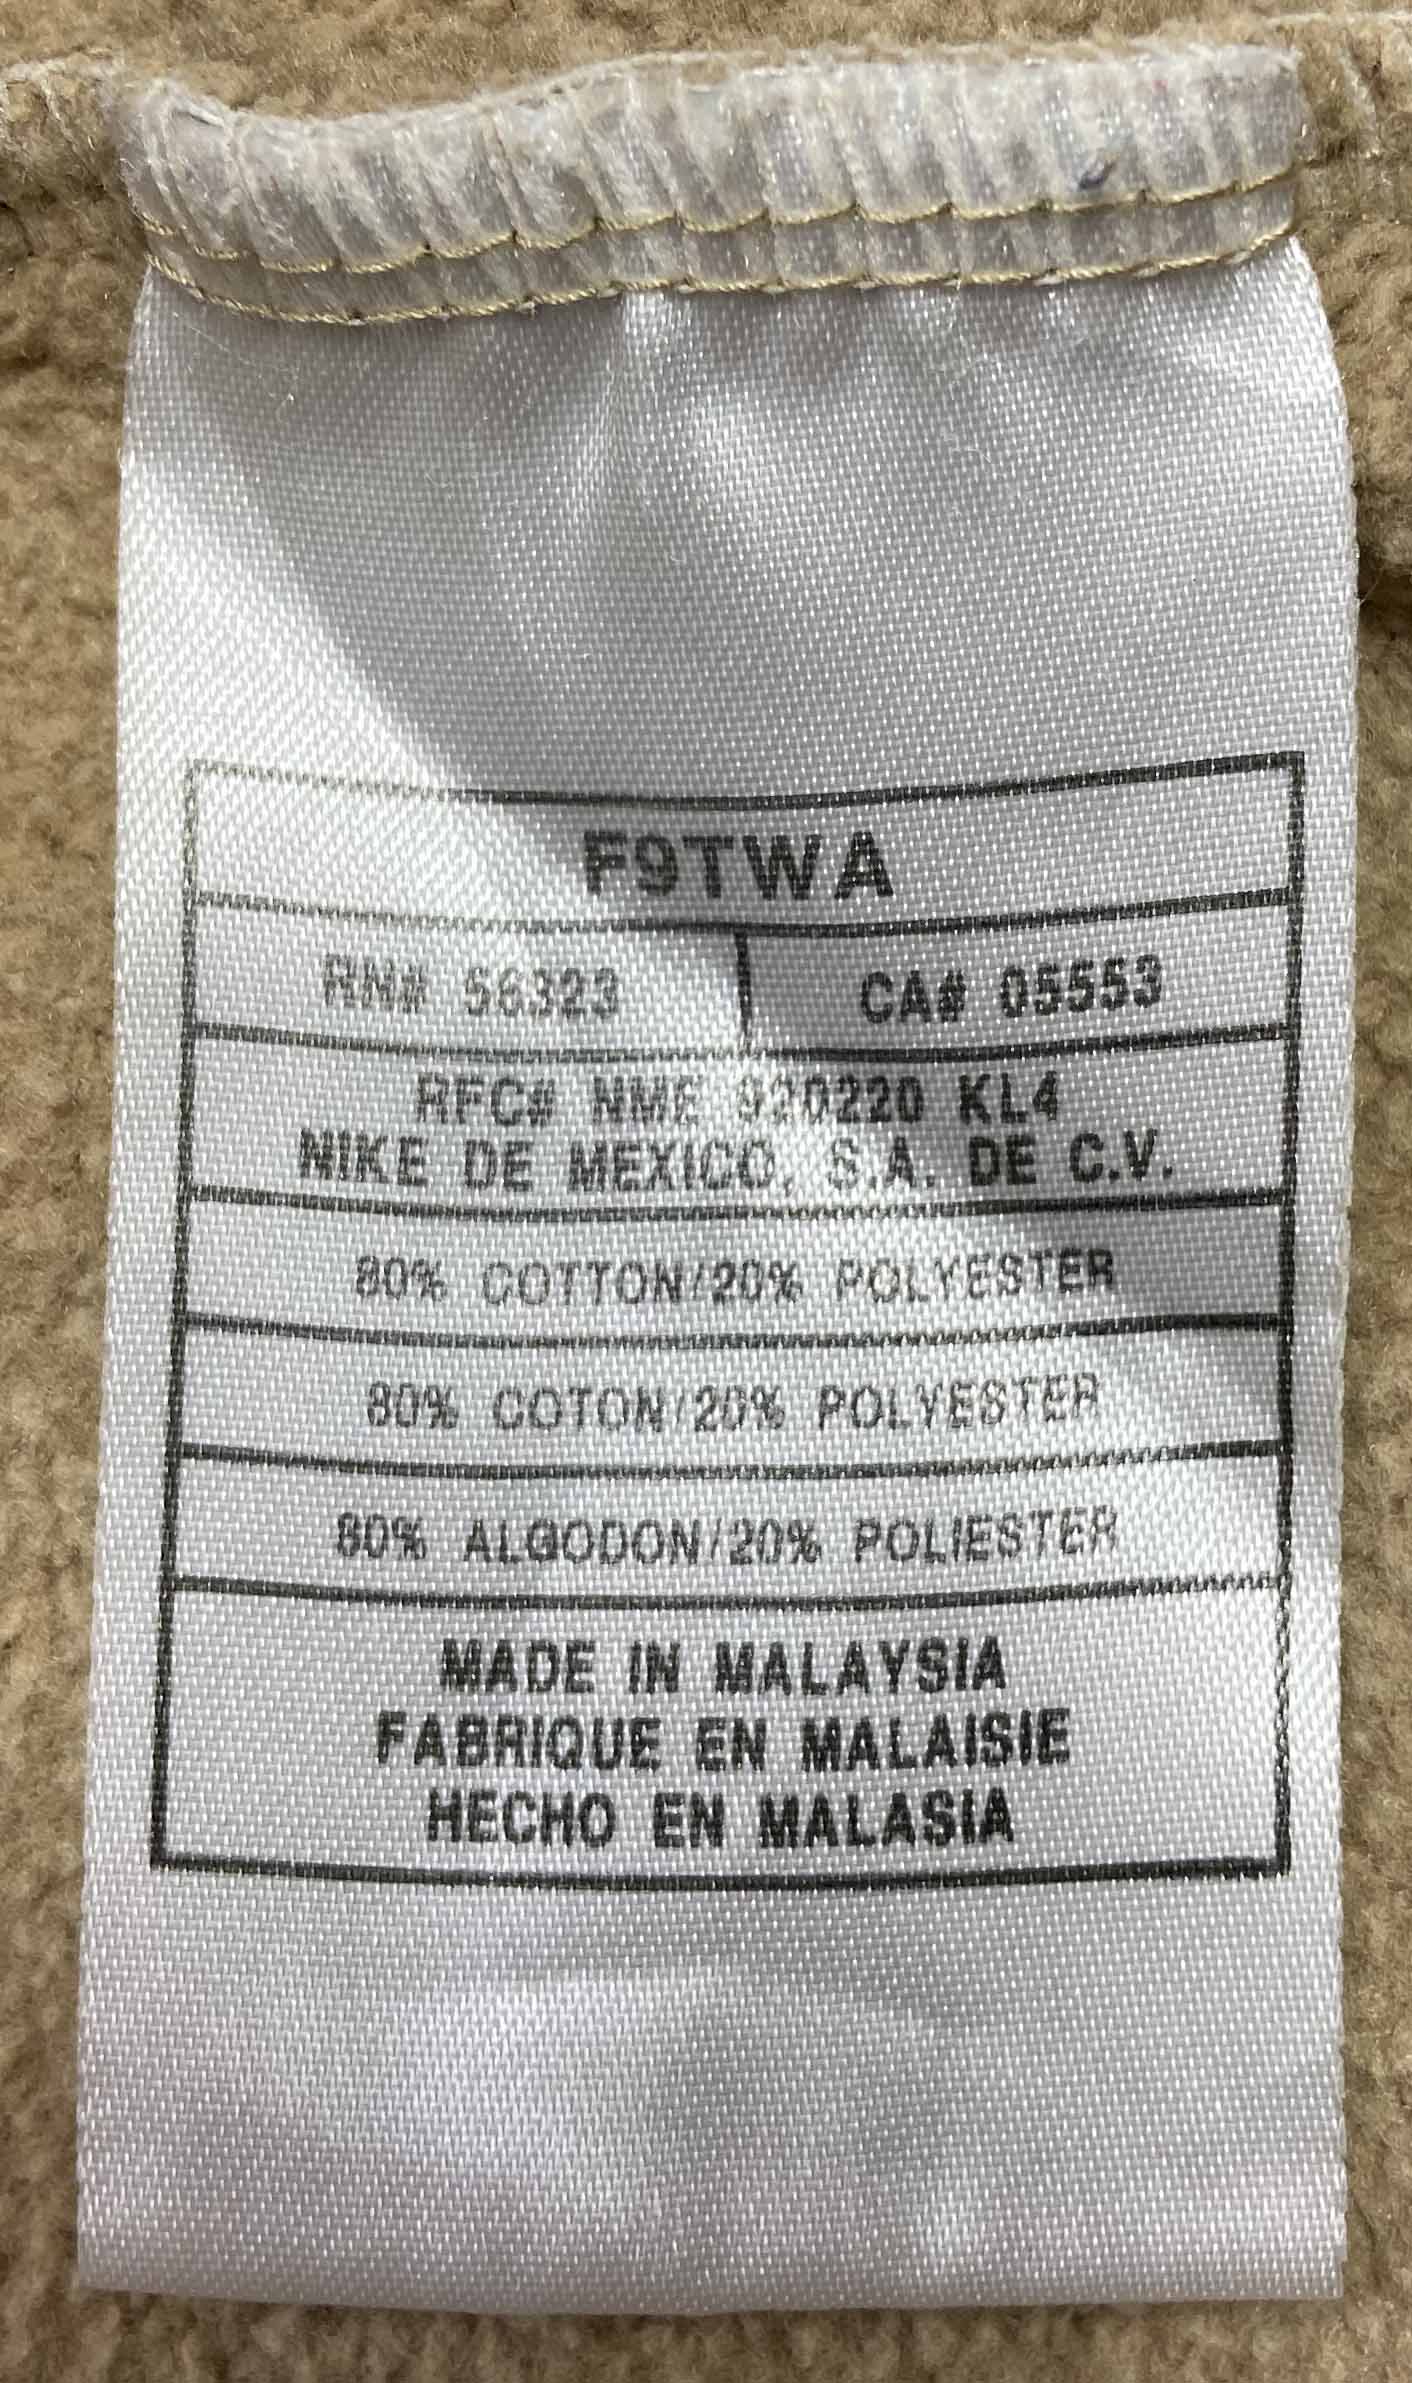 F9TWA
RN# 56323 CA# 05553
RFC# NME 920220 KL4
NIKE DE MEXICO, S.A. DE C.V.
80% COTTON/20% POLYESTER
80% COTON/20% POLYESTER
80% ALGODON/20% POLIESTER
MADE IN MALAYSIA
FABRIQUE EN MALAISIE
HECHO EN MALASIA